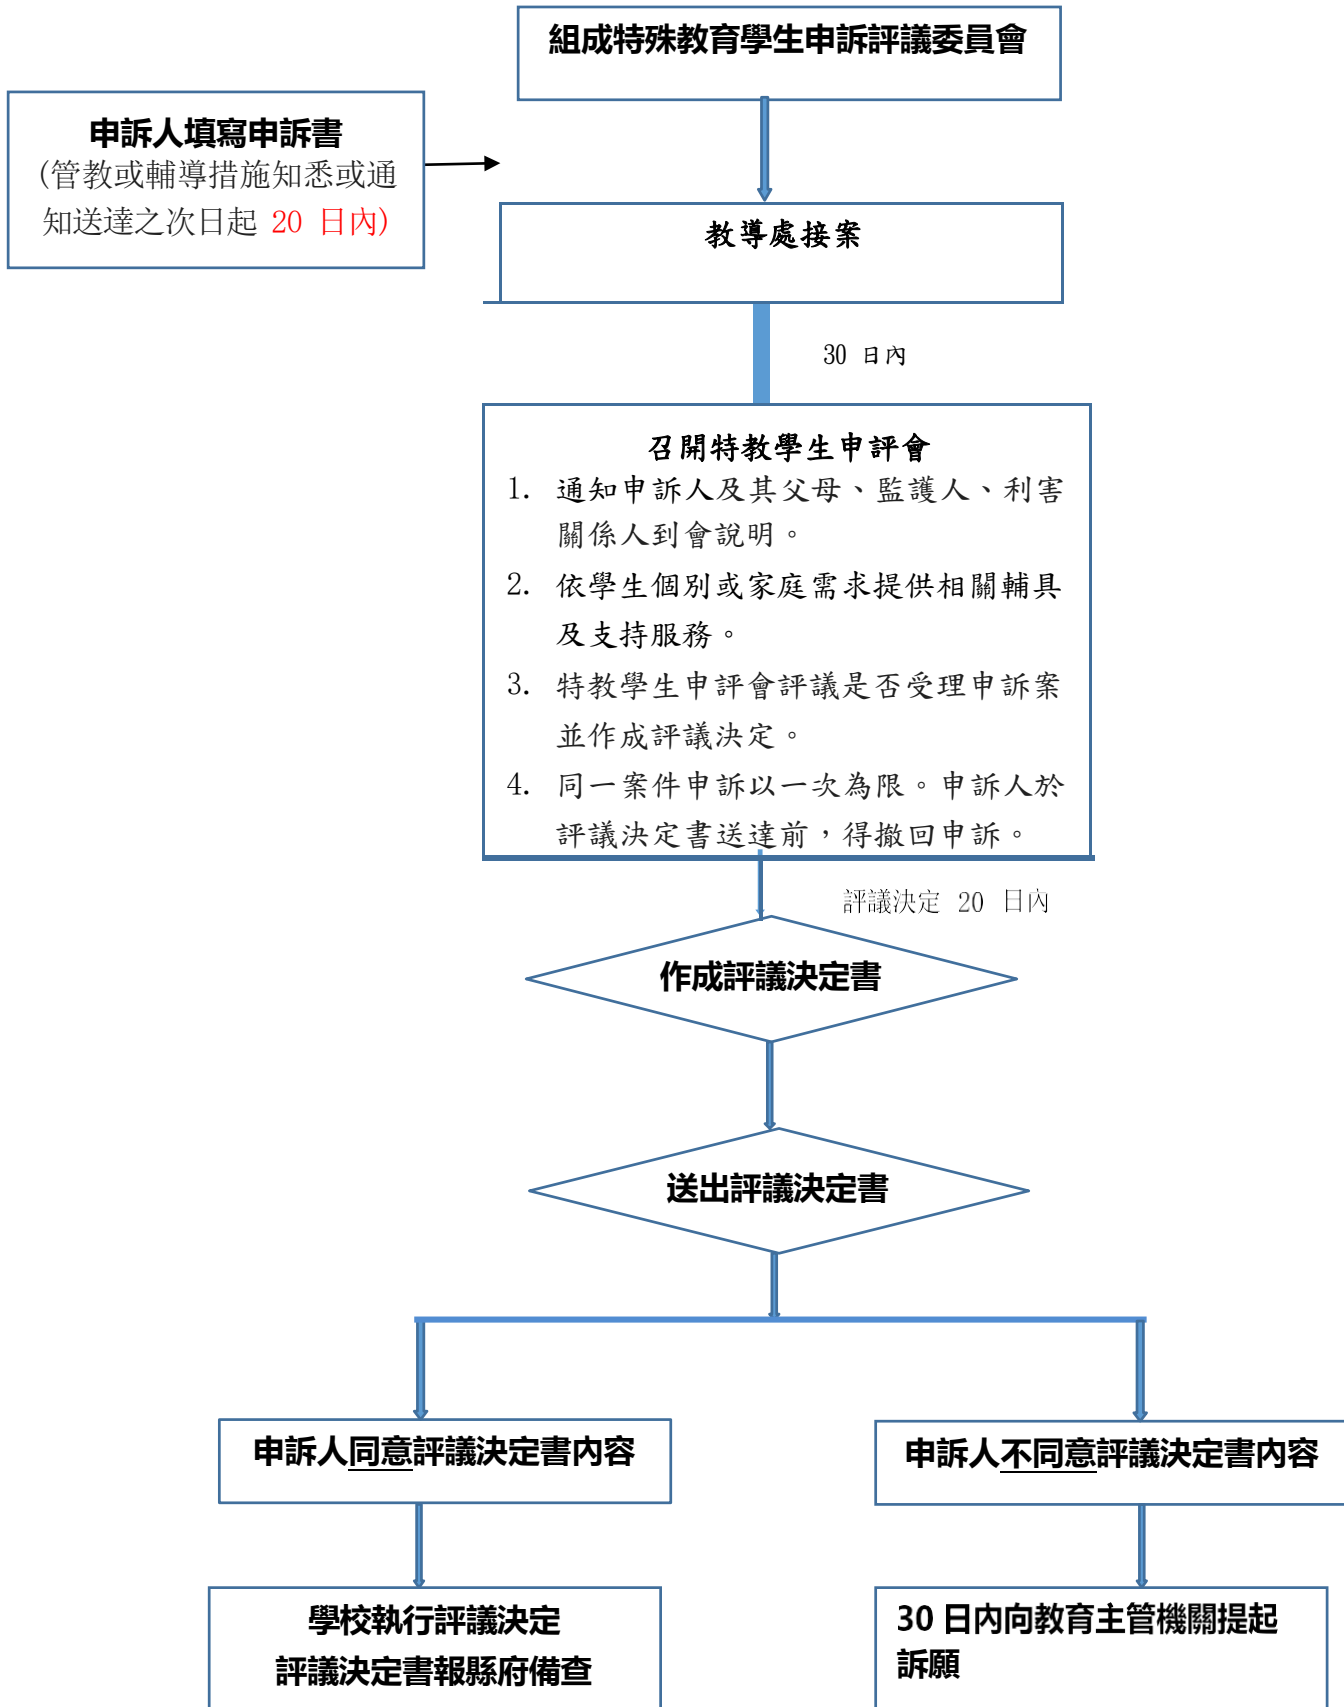 組成特殊教育學生申訴評議委員會
申訴人填寫申訴書
(管教或輔導措施知悉或通
知送達之次日起 20 日內)
教導處接案
30 日內
召開特教學生申評會
1. 通知申訴人及其父母、監護人、利害
關係人到會說明。
2. 依學生個別或家庭需求提供相關輔具
及支持服務。
3. 特教學生申評會評議是否受理申訴案
並作成評議決定。
4. 同一案件申訴以一次為限。申訴人於
評議決定書送達前，得撤回申訴。
評議決定 20 日內
作成評議決定書
送出評議決定書
申訴人同意評議決定書內容
申訴人不同意評議決定書內容
學校執行評議決定
評議決定書報縣府備查
30 日內向教育主管機關提起
訴願